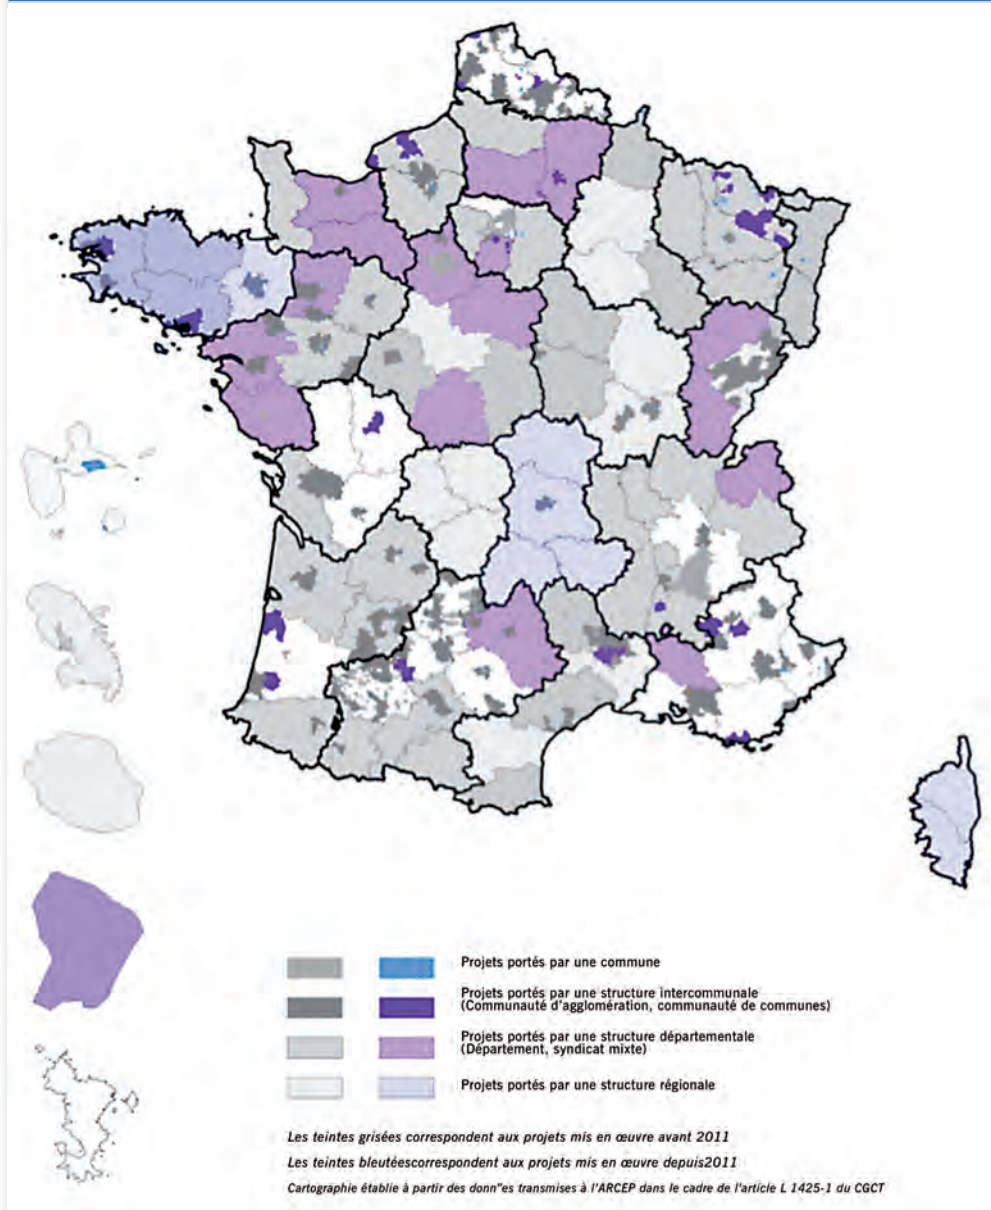 Projets portés par une commune
Projets portés par une structure intercommunale
(Communauté d'agglomération, communauté de communes)
Projets portés par une structure départementale
(Département, syndicat mixte)
Projets portés par une structure régionale
Les teintes grisées correspondent aux projets mis en œuvre avant 2011
Les teintes bleutéescorrespondent aux projets mis en œuvre depuis2011
Cartographie établie à partir des donn"es transmises à l'ARCEP dans le cadre de l'article L 1425-1 du CGCT